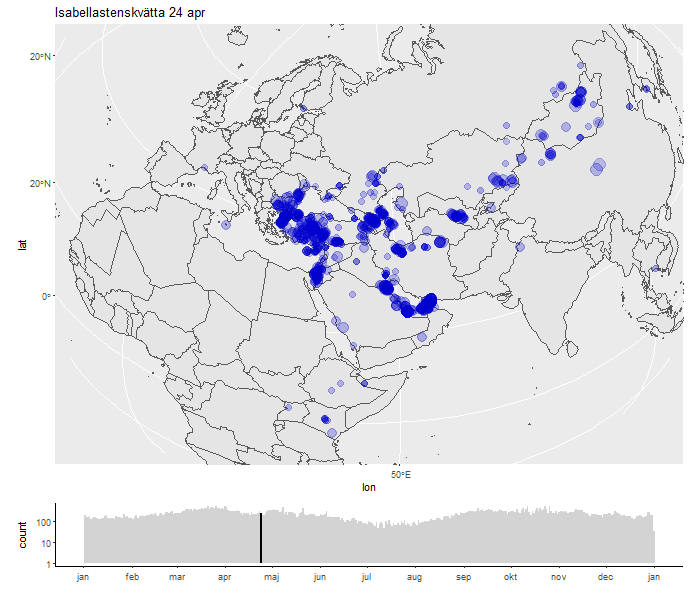 Isabellastenskvätta 24 apr
20°N
20°N
0°
lat
50°E
lon
count
100
10
1
jan feb mar apr maj jun jul aug sep okt nov dec jan